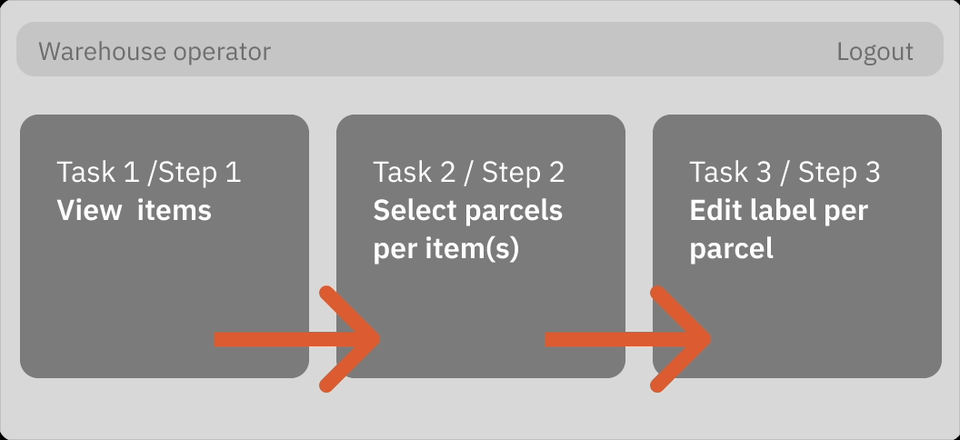 Warehouse operator
Logout
Task 1 /Step 1
View  items
Task 2 / Step 2
Select parcels
per item(s)
Task 3 / Step 3
Edit label per
parcel